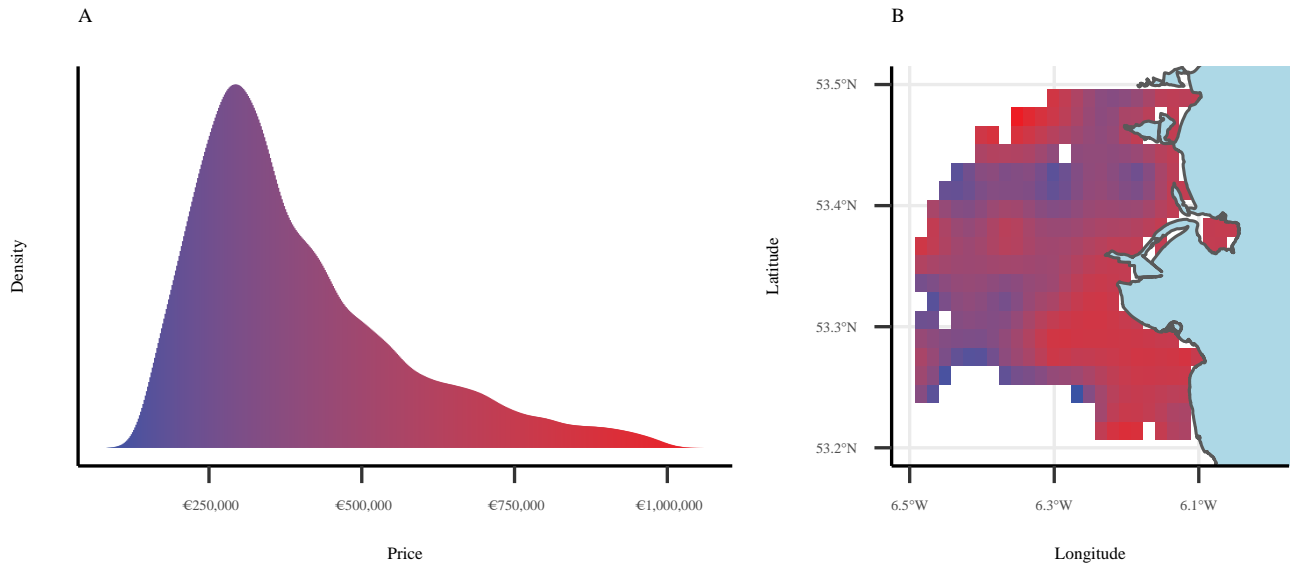 A
Density
€250,000
€500,000
€750,000
€1,000,000
Price
B
Latitude
53.5°N
53.4°N
53.3°N
53.2°N
6.5°W
6.3°W
6.1°W
Longitude